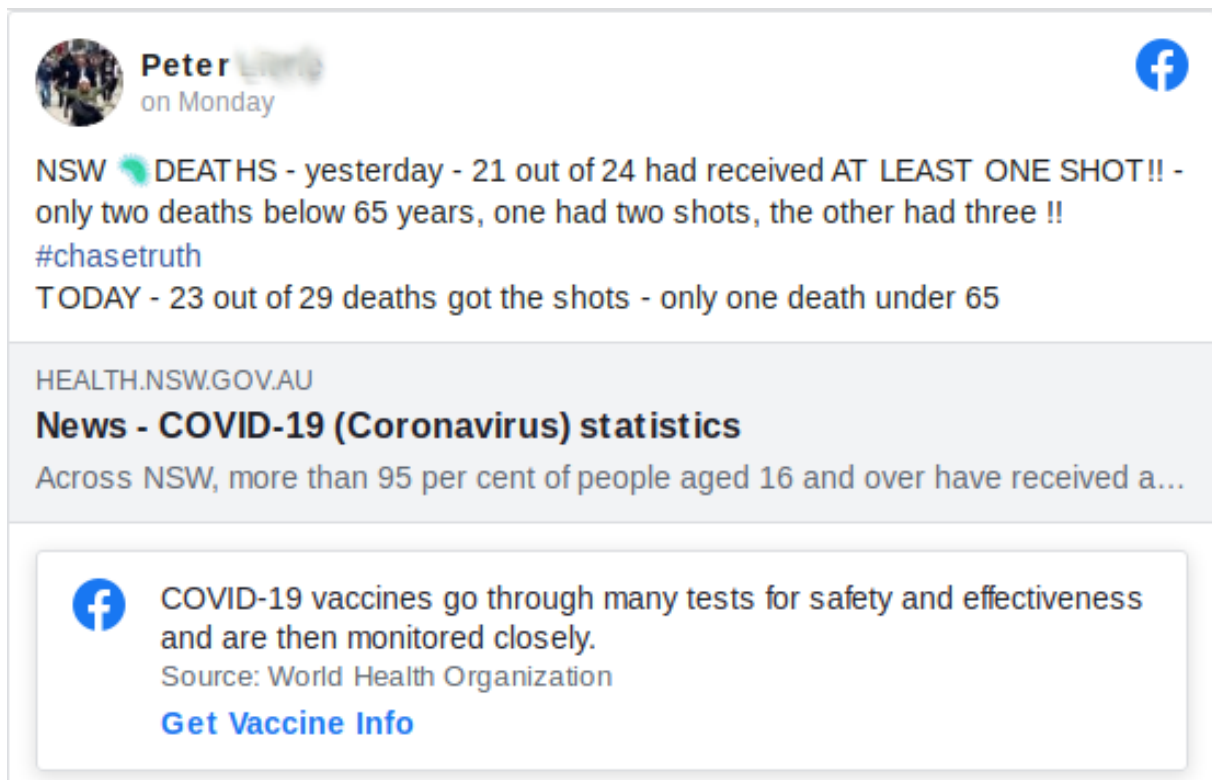 Peter
on Monday
NSW 🦠DEATHS - yesterday - 21 out of 24 had received AT LEAST ONE SHOT!! -
only two deaths below 65 years, one had two shots, the other had three !!
#chasetruth
TODAY - 23 out of 29 deaths got the shots - only one death under 65
HEALTH.NSW.GOV.AU
News - COVID-19 (Coronavirus) statistics
Across NSW, more than 95 per cent of people aged 16 and over have received a...
COVID-19 vaccines go through many tests for safety and effectiveness
and are then monitored closely.
Source: World Health Organization
Get Vaccine Info